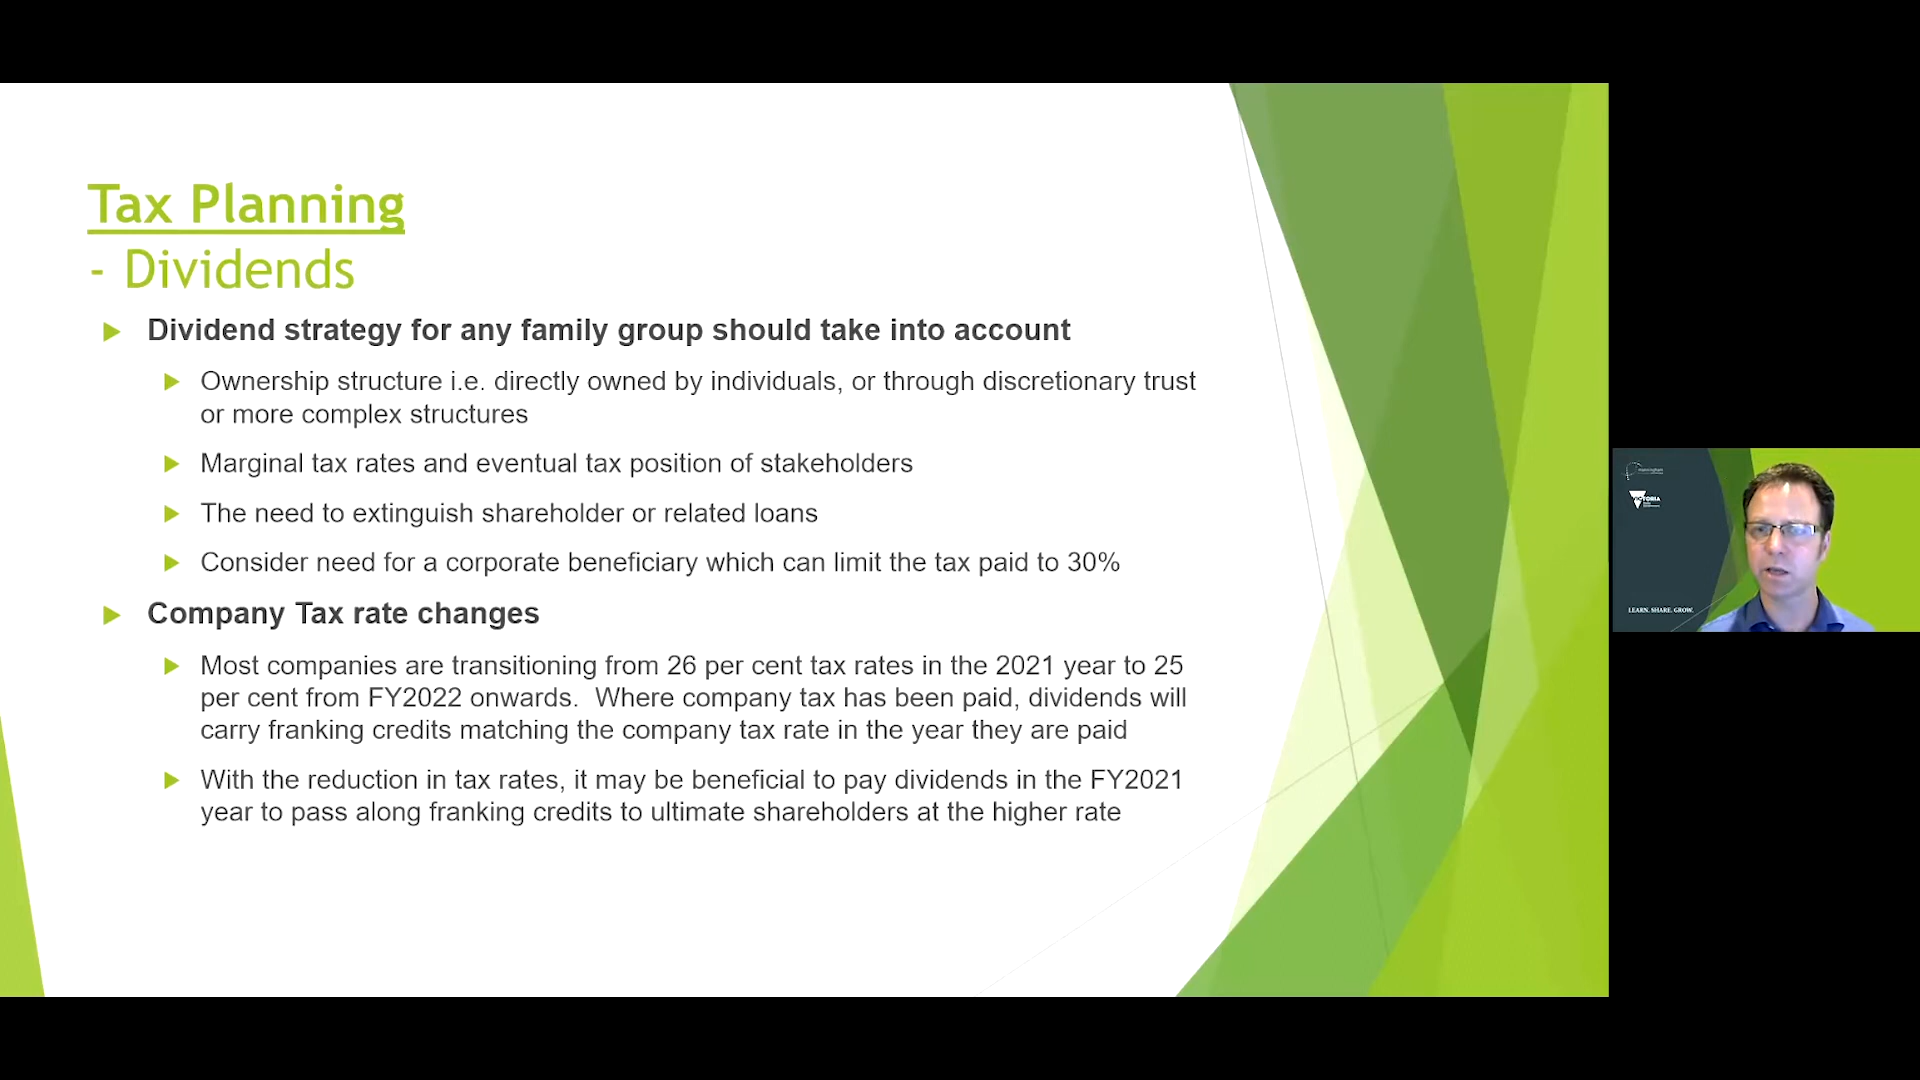 Tax Planning
- Dividends
Dividend strategy for any family group should take into account
Ownership structure i.e. directly owned by individuals, or through discretionary trust
or more complex structures
Marginal tax rates and eventual tax position of stakeholders
The need to extinguish shareholder or related loans
Consider need for a corporate beneficiary which can limit the tax paid to 30%
Company Tax rate changes
Most companies are transitioning from 26 per cent tax rates in the 2021 year to 25
per cent from FY2022 onwards.  Where company tax has been paid, dividends will
carry franking credits matching the company tax rate in the year they are paid
With the reduction in tax rates, it may be beneficial to pay dividends in the FY2021
year to pass along franking credits to ultimate shareholders at the higher rate
VICTORIA
LEARN. SHARE. GROW.